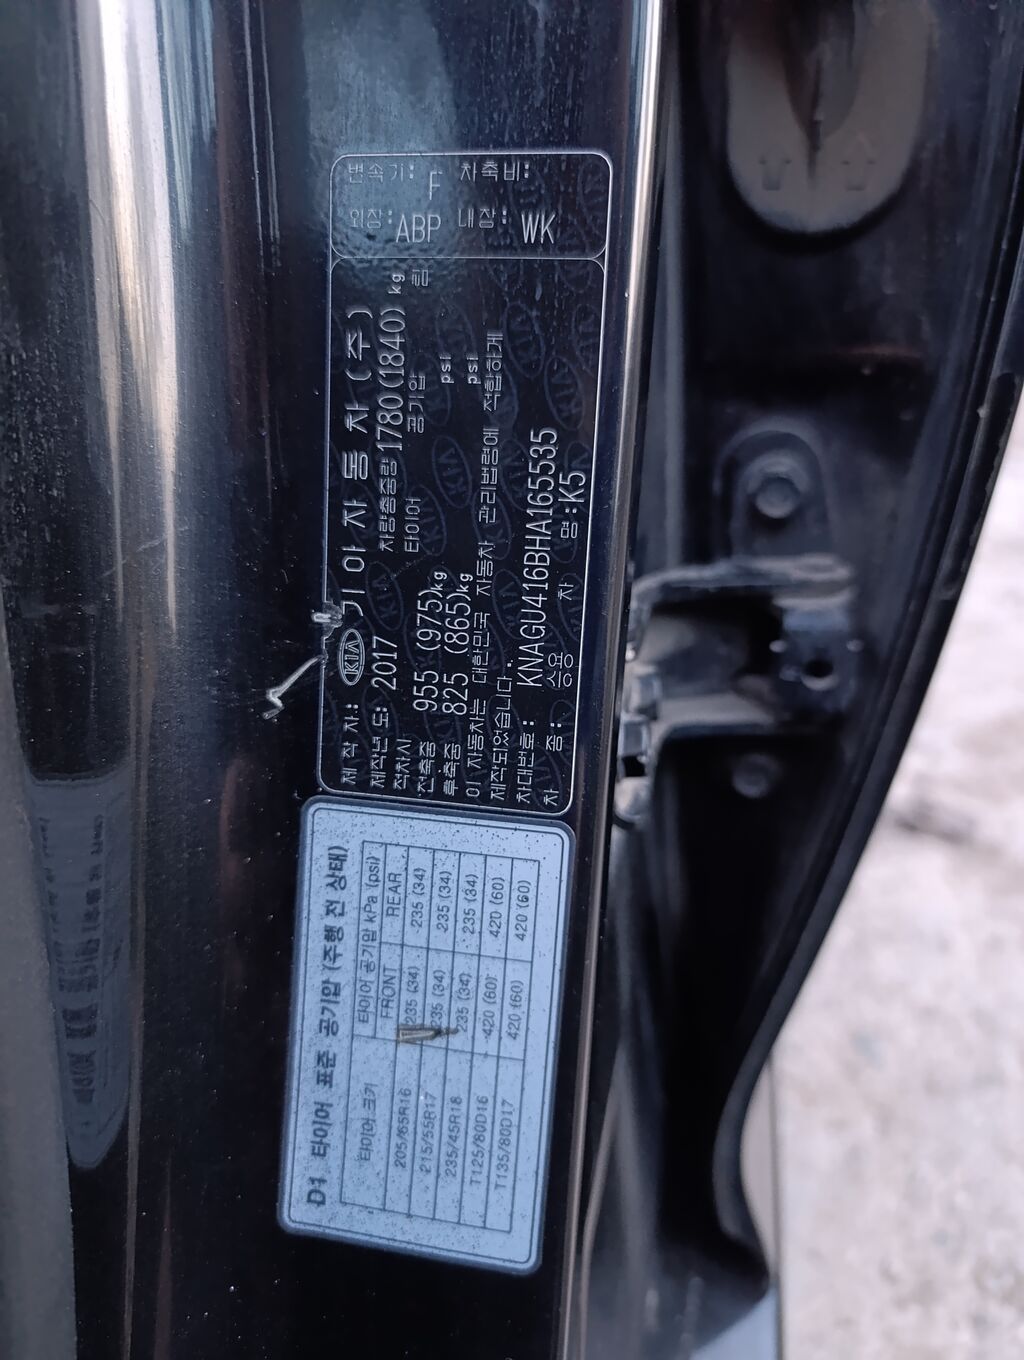 변속기: F 차축비:
외장: ABP 내장: WK
제 작 자: KIA 기아자동차(주)
제작년도: 2017 차량총중량 1780(1840) kg
적차시 타이어 공기압 림
전축중 955 (975)kg psi
후축중 825 (865)kg psi
이 자동차는 대한민국 자동차 관리법령에 적합하게
제작되었습니다.
차대번호: KNAGU416BHA165535
차 종: 승용 차 명:K5
D1 타이어 표준 공기압 (주행 전 상태)
타이어크기 타이어 공기압 kPa (psi)
FRONT REAR
205/65R16 235 (34) 235 (34)
215/55R17 235 (34) 235 (34)
235/45R18 235 (34) 235 (34)
T125/80D16 420 (60) 420 (60)
T135/80D17 420 (60) 420 (60)